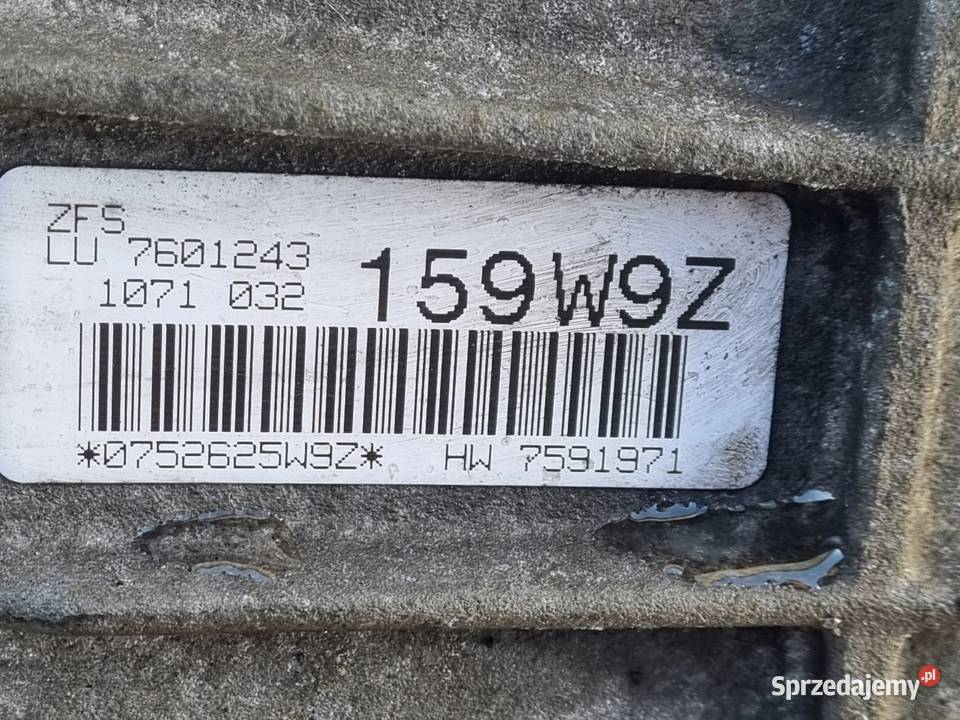 ZFS
LU 7601243
1071 032
159W9Z
*0752625W9Z* HW 7591971
Sprzedajemy.pl